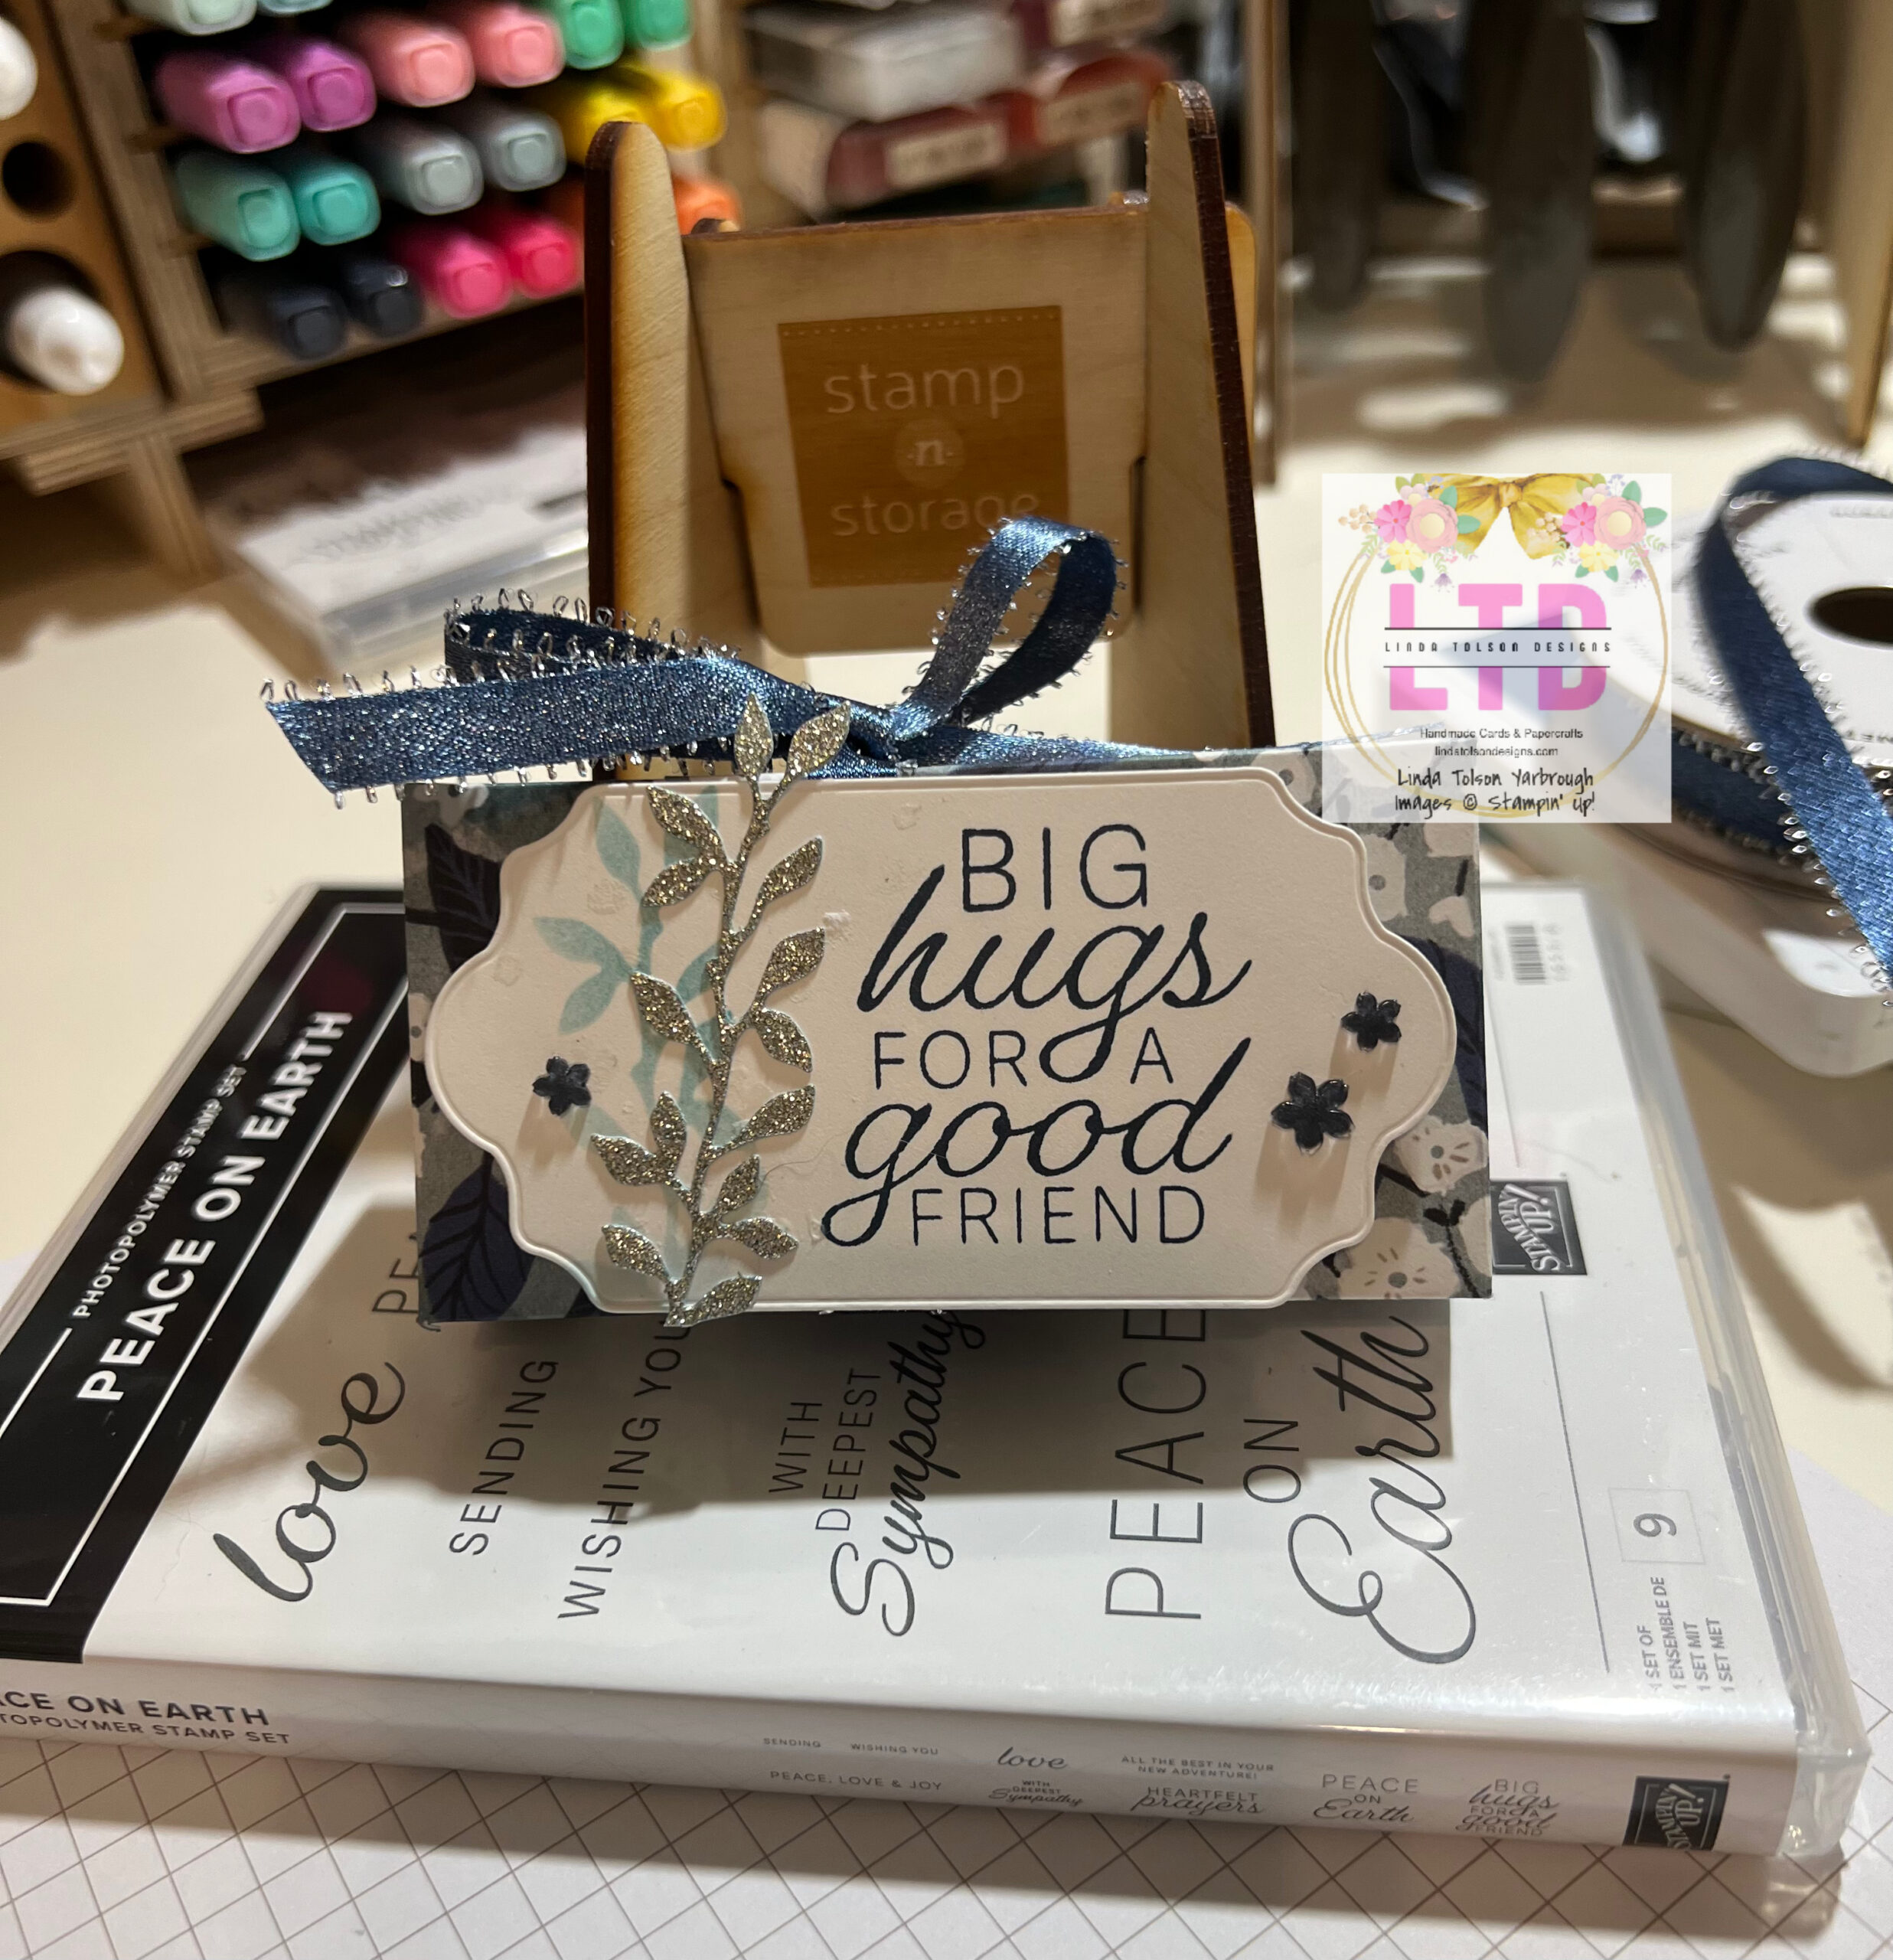 stamp
n
storage
LTD
LINDA TOLSON DESIGNS
Handmade Cards & Papercrafts
lindatolsondesigns.com
Linda Tolson Yarbrough
Images © Stampin' Up!
BIG
hugs
FOR A
good
FRIEND
PHOTOPOLYMER STAMP SET
PEACE ON EARTH
love
SENDING
WISHING YOU
WITH
DEEPEST
Sympathy
PEACE
ON
Earth
STAMPIN' UP!
9
1 SET OF
1 ENSEMBLE DE
1 SET MIT
1 SET MET
ACE ON EARTH
TOPOLYMER STAMP SET
SENDING
WISHING YOU
PEACE, LOVE & JOY
love
WITH
DEEPEST
Sympathy
ALL THE BEST IN YOUR
NEW ADVENTURE!
HEARTFELT
prayers
PEACE
ON
Earth
BIG
hugs
FOR A
good
FRIEND
STAMPIN' UP!